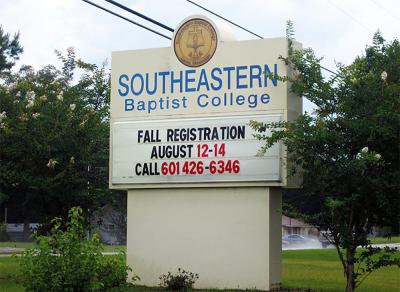 SOUTHEASTERN
Baptist College
FALL REGISTRATION
AUGUST 12-14
CALL 601 426-6346